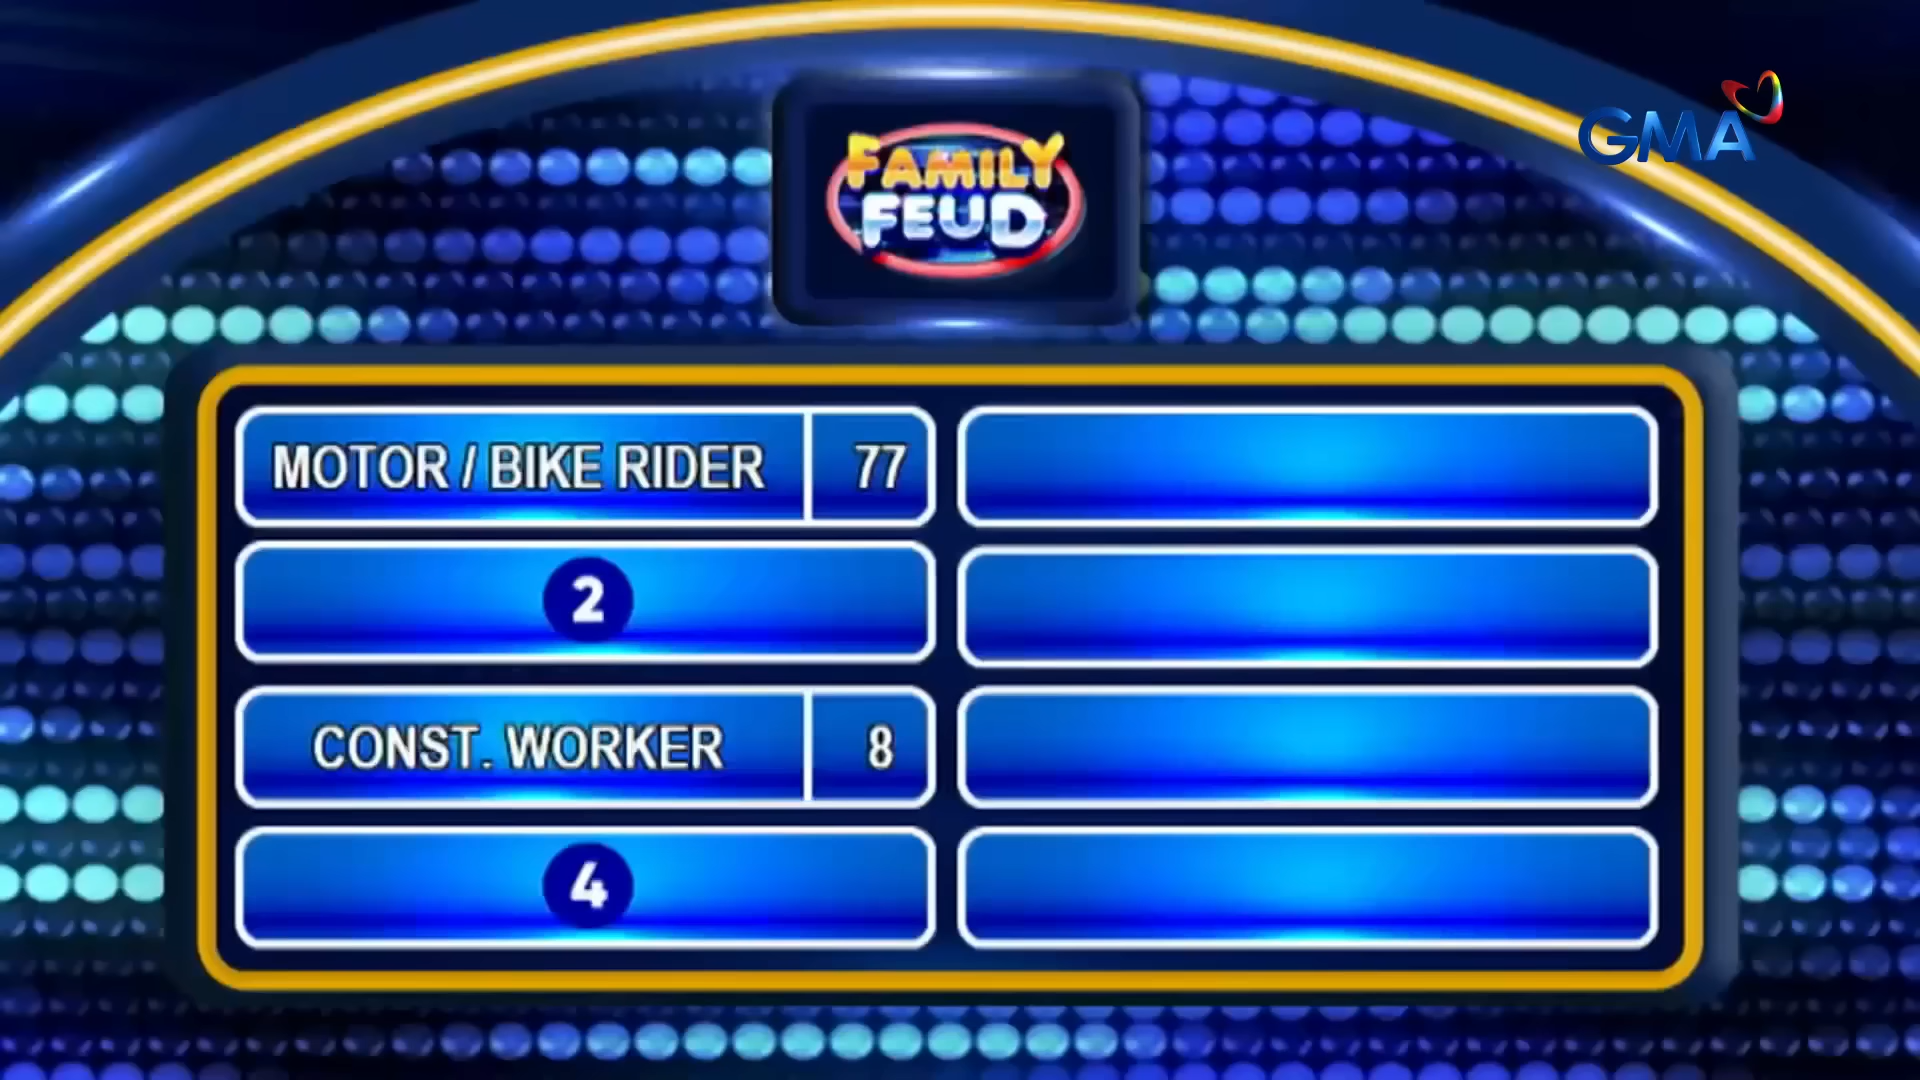 FAMILY
FEUD
GMA
MOTOR / BIKE RIDER 77
2
CONST. WORKER 8
4